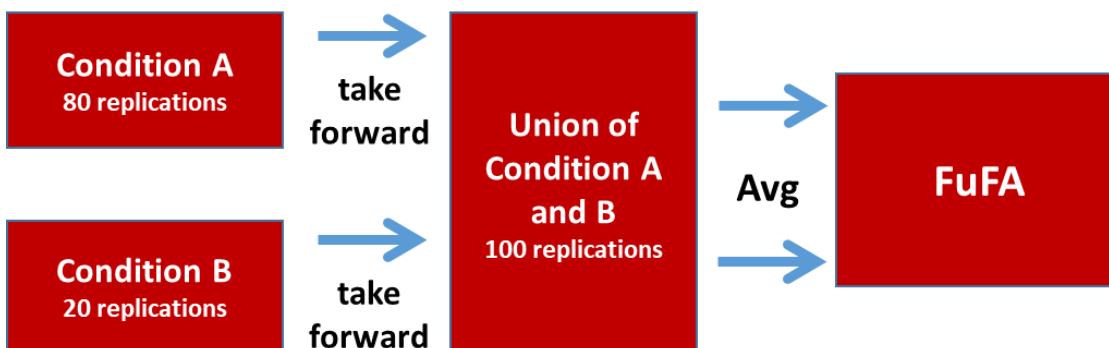 Condition A
80 replications
take
forward
Condition B
20 replications
take
forward
Union of
Condition A
and B
100 replications
Avg
FuFA